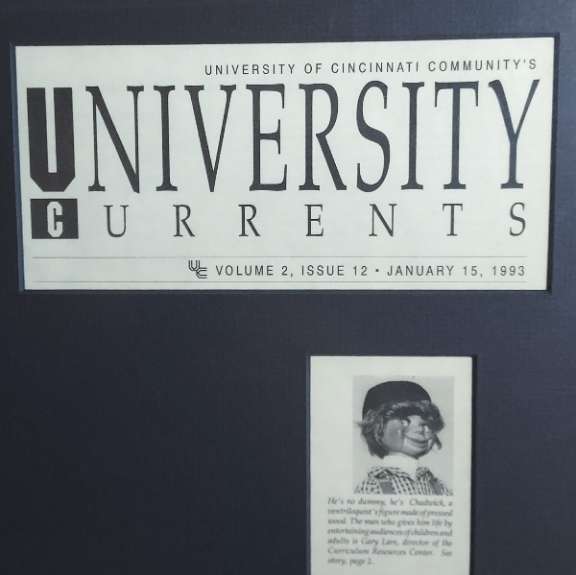 UNIVERSITY OF CINCINNATI COMMUNITY'S
UNIVERSITY
CURRENTS
UC VOLUME 2, ISSUE 12 • JANUARY 15, 1993
He's no dummy, he's Chadwick, a
ventriloquist's figure made of pressed
wood. The man who gives him life by
entertaining audiences of children and
adults is Gary Lare, director of the
Curriculum Resources Center. See
story, page 2.